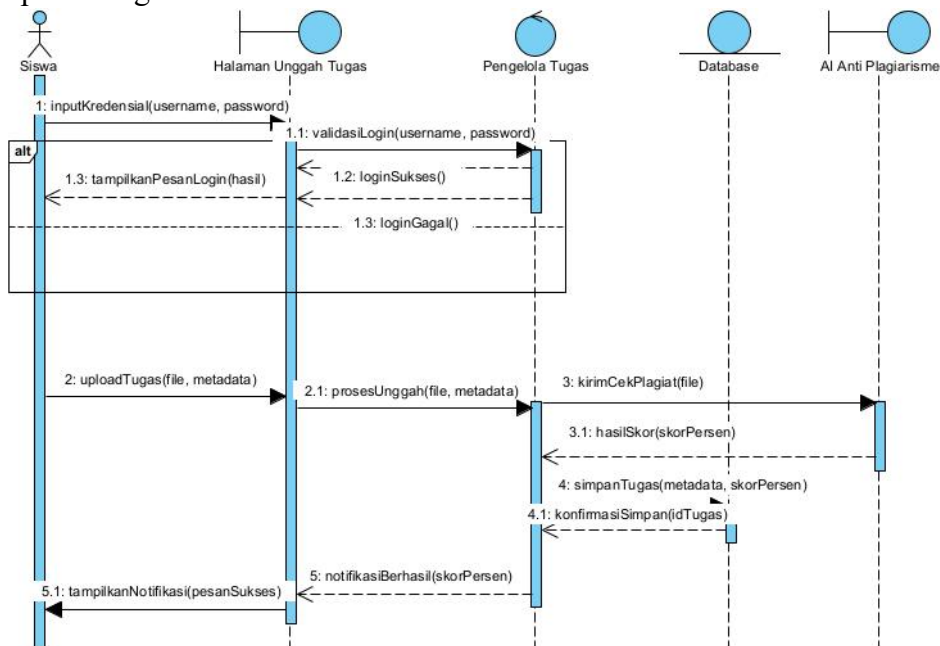 Siswa
Halaman Unggah Tugas
Pengelola Tugas
Database
AI Anti Plagiarisme
1: inputKredensial(username, password)
1.1: validasiLogin(username, password)
alt
1.2: loginSukses()
1.3: tampilkanPesanLogin(hasil)
1.3: loginGagal()
2: uploadTugas(file, metadata)
2.1: prosesUnggah(file, metadata)
3: kirimCekPlagiat(file)
3.1: hasilSkor(skorPersen)
4: simpanTugas(metadata, skorPersen)
4.1: konfirmasiSimpan(idTugas)
5: notifikasiBerhasil(skorPersen)
5.1: tampilkanNotifikasi(pesanSukses)